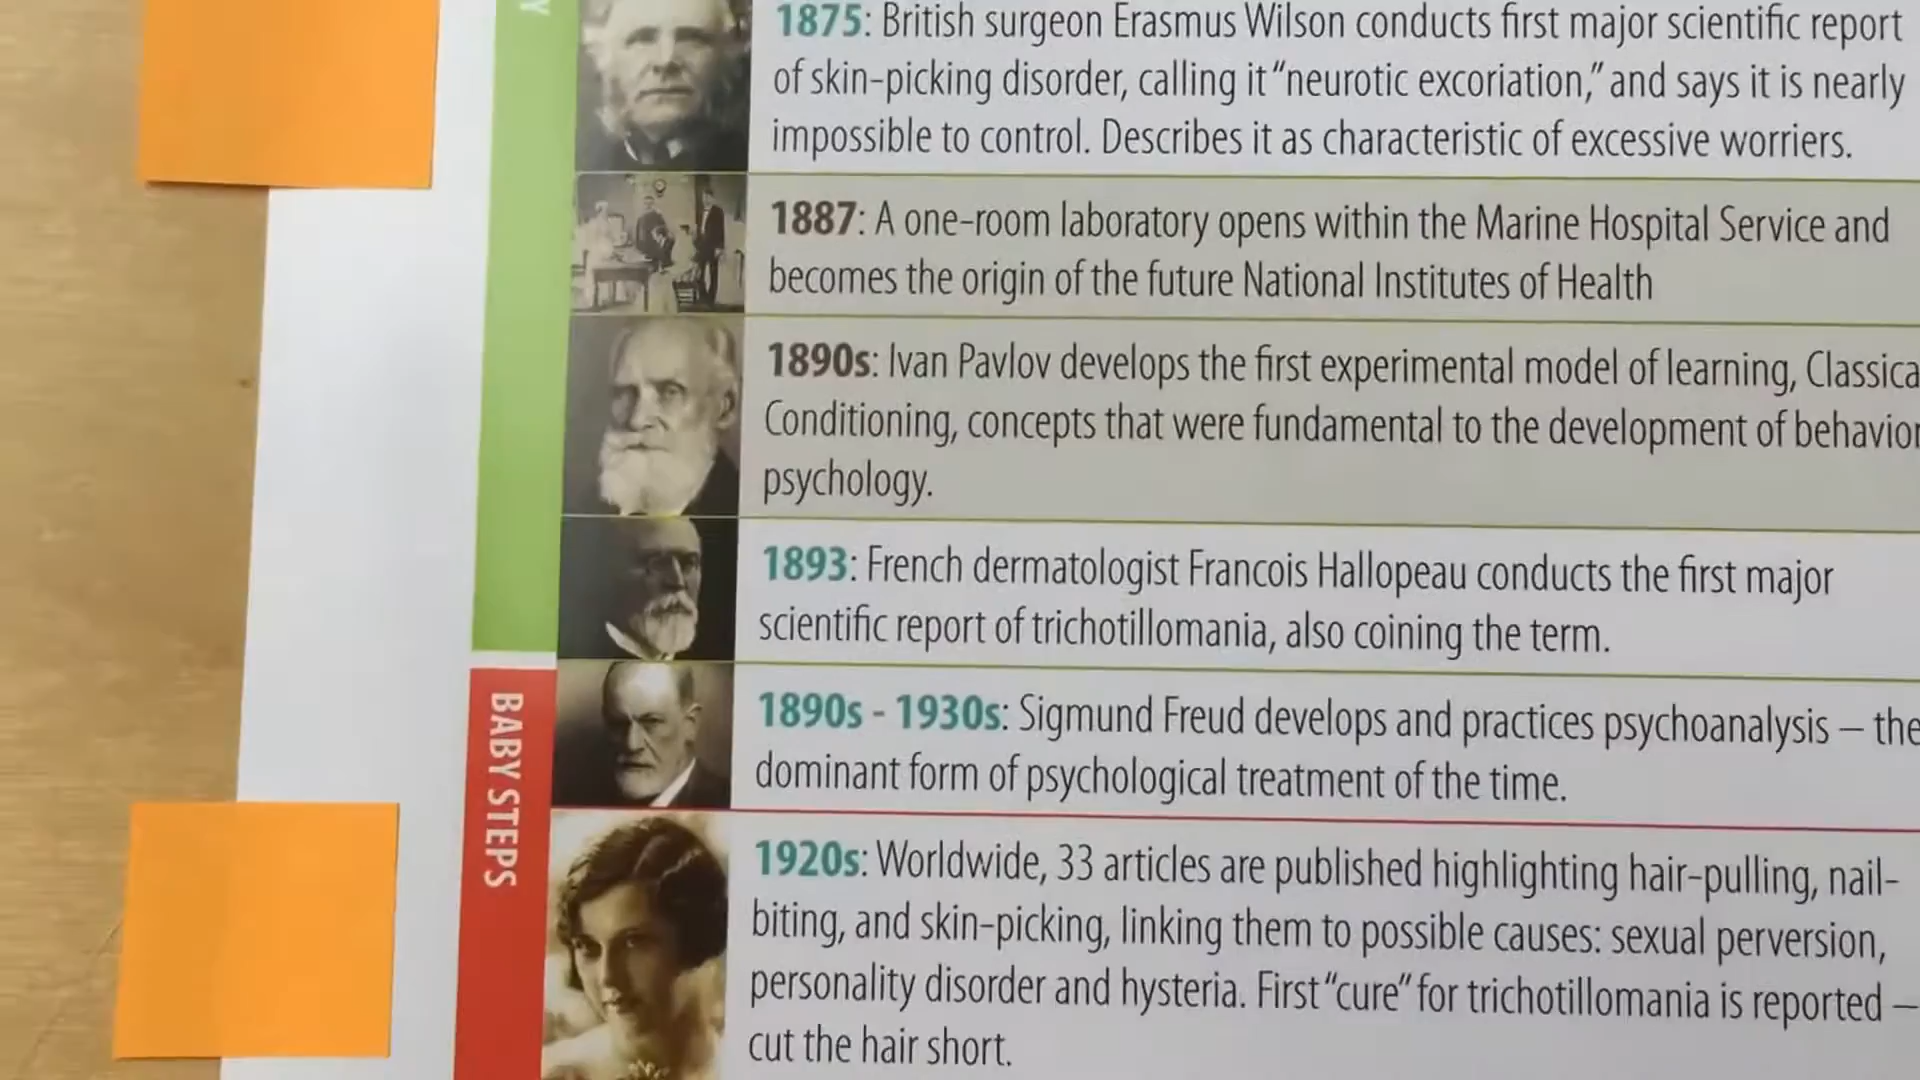 1875: British surgeon Erasmus Wilson conducts first major scientific report
of skin-picking disorder, calling it “neurotic excoriation,” and says it is nearly
impossible to control. Describes it as characteristic of excessive worriers.
1887: A one-room laboratory opens within the Marine Hospital Service and
becomes the origin of the future National Institutes of Health
1890s: Ivan Pavlov develops the first experimental model of learning, Classica
Conditioning, concepts that were fundamental to the development of behavior
psychology.
1893: French dermatologist Francois Hallopeau conducts the first major
scientific report of trichotillomania, also coining the term.
BABY STEPS
1890s - 1930s: Sigmund Freud develops and practices psychoanalysis – the
dominant form of psychological treatment of the time.
1920s: Worldwide, 33 articles are published highlighting hair-pulling, nail-
biting, and skin-picking, linking them to possible causes: sexual perversion,
personality disorder and hysteria. First “cure” for trichotillomania is reported –
cut the hair short.